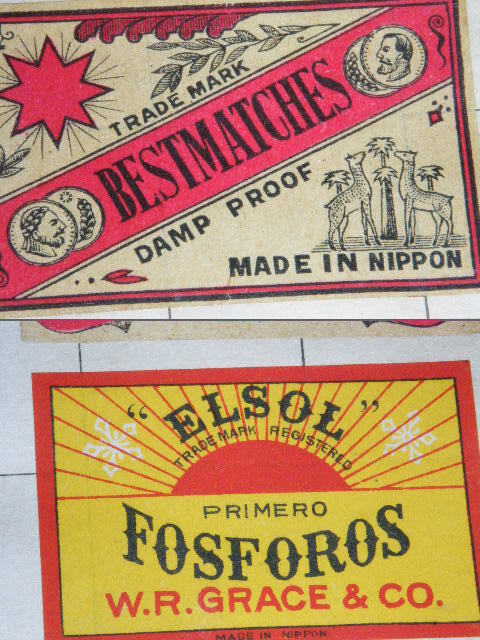 TRADE MARK
BESTMATCHES
DAMP PROOF
MADE IN NIPPON
"ELSOL"
TRADE MARK REGISTERED
PRIMERO
FOSFOROS
W.R. GRACE & CO.
MADE IN NIPPON